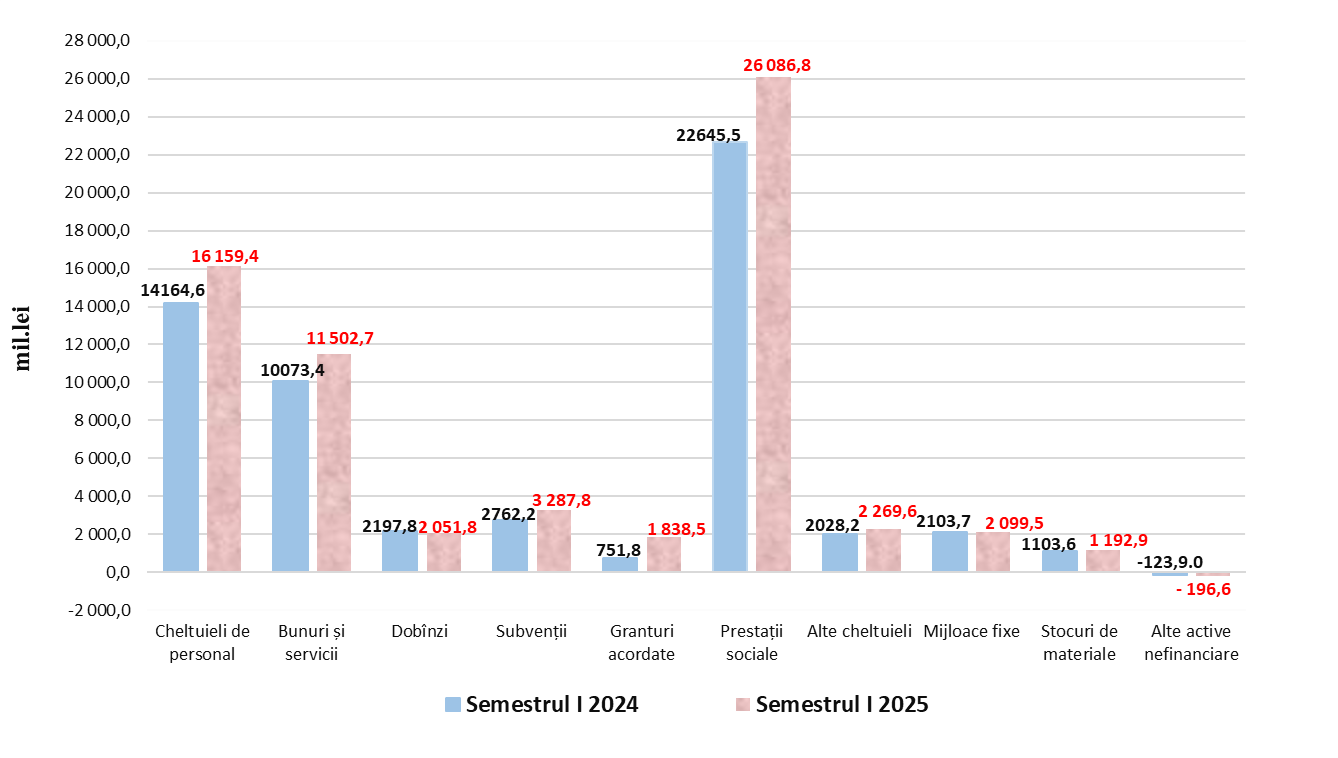 mil.lei
28 000,0
26 000,0
24 000,0
22 000,0
20 000,0
18 000,0
16 000,0
14 000,0
12 000,0
10 000,0
8 000,0
6 000,0
4 000,0
2 000,0
0,0
-2 000,0
14164,6
16 159,4
10073,4
11 502,7
2197,8
2 051,8
2762,2
3 287,8
751,8
1 838,5
22645,5
26 086,8
2028,2
2 269,6
2103,7
2 099,5
1103,6
1 192,9
-123,9.0
- 196,6
Cheltuieli de
personal
Bunuri și
servicii
Dobînzi
Subvenții
Granturi
acordate
Prestații
sociale
Alte cheltuieli
Mijloace fixe
Stocuri de
materiale
Alte active
nefinanciare
Semestrul I 2024
Semestrul I 2025